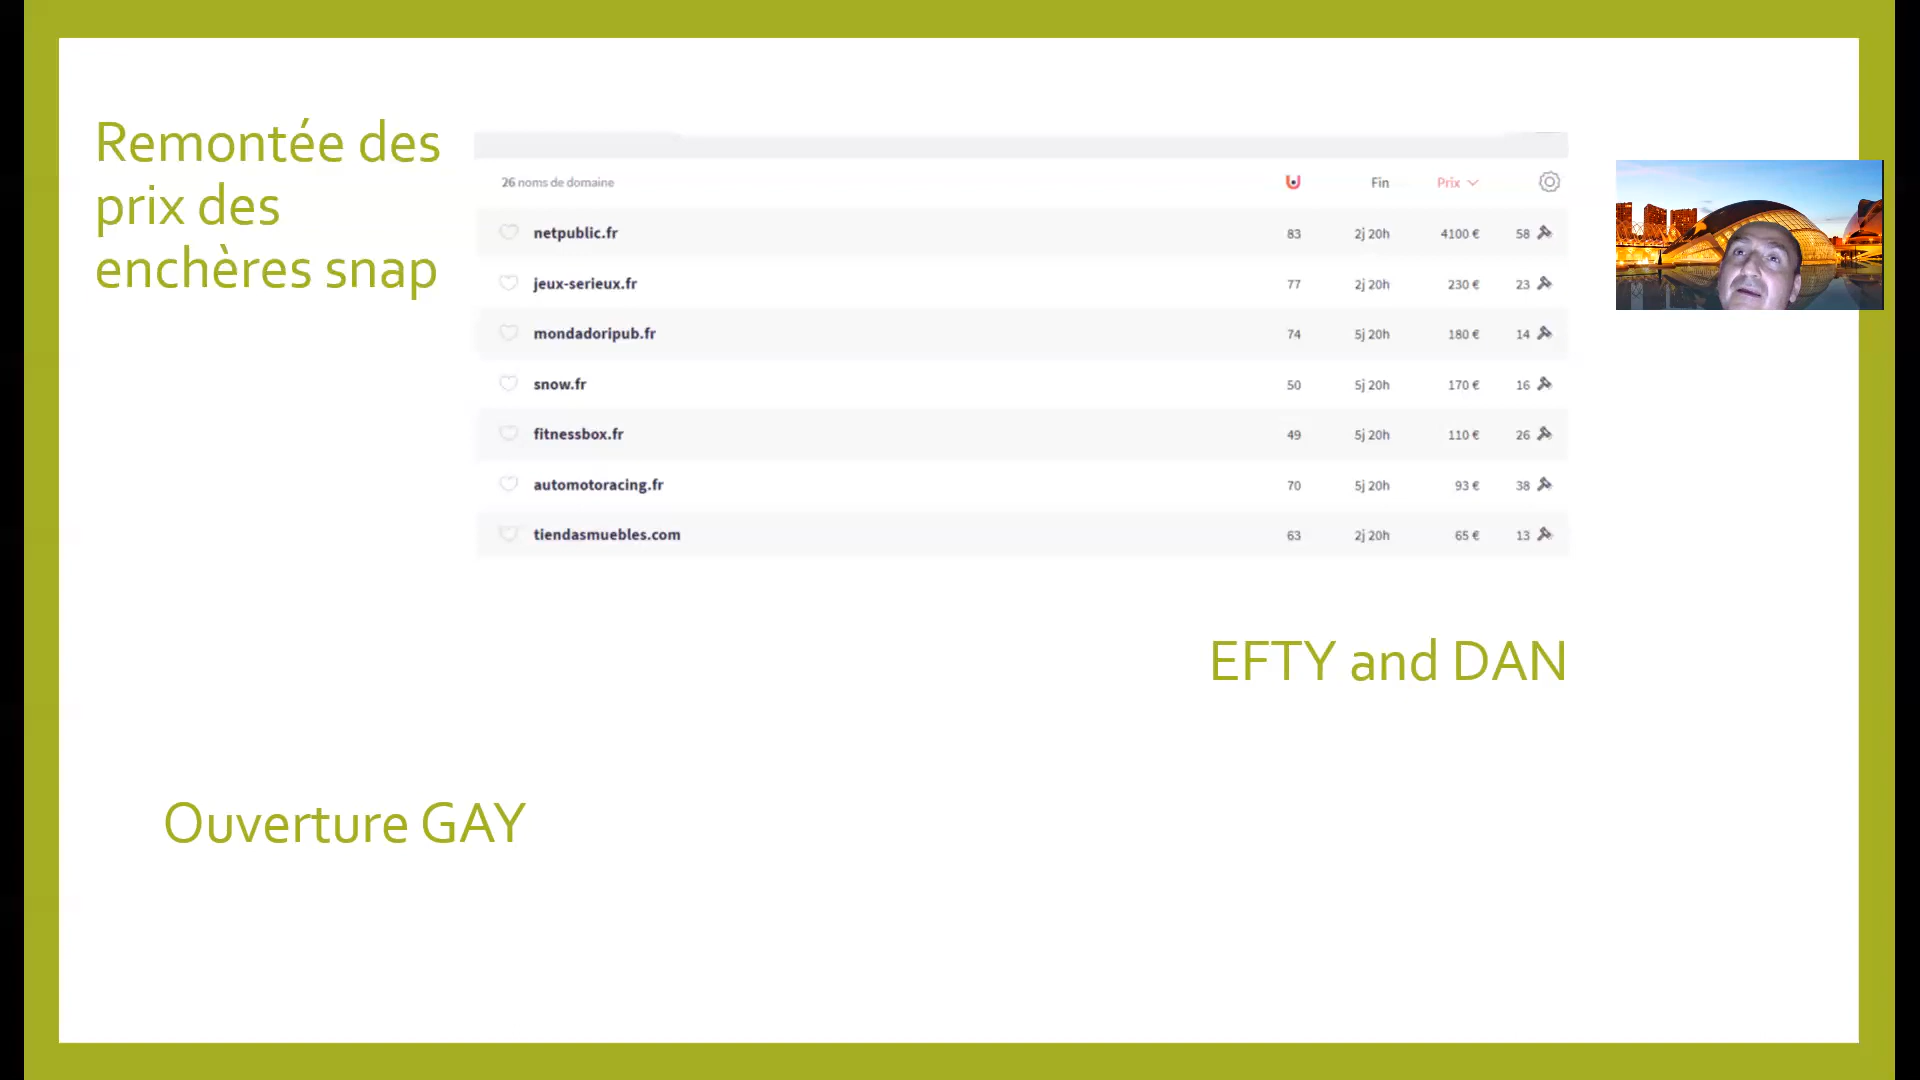 Remontée des
prix des
enchères snap
26 noms de domaine Fin Prix
netpublic.fr 83 2j 20h 4100 € 58
jeux-serieux.fr 77 2j 20h 230 € 23
mondadoripub.fr 74 5j 20h 180 € 14
snow.fr 50 5j 20h 170 € 16
fitnessbox.fr 49 5j 20h 110 € 26
automotoracing.fr 70 5j 20h 93 € 38
tiendasmuebles.com 63 2j 20h 65 € 13
EFTY and DAN
Ouverture GAY